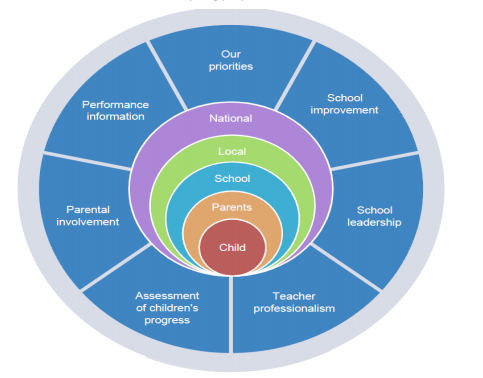 Our
priorities
School
improvement
School
leadership
Teacher
professionalism
Assessment
of children's
progress
Parental
involvement
Performance
information
National
Local
School
Parents
Child